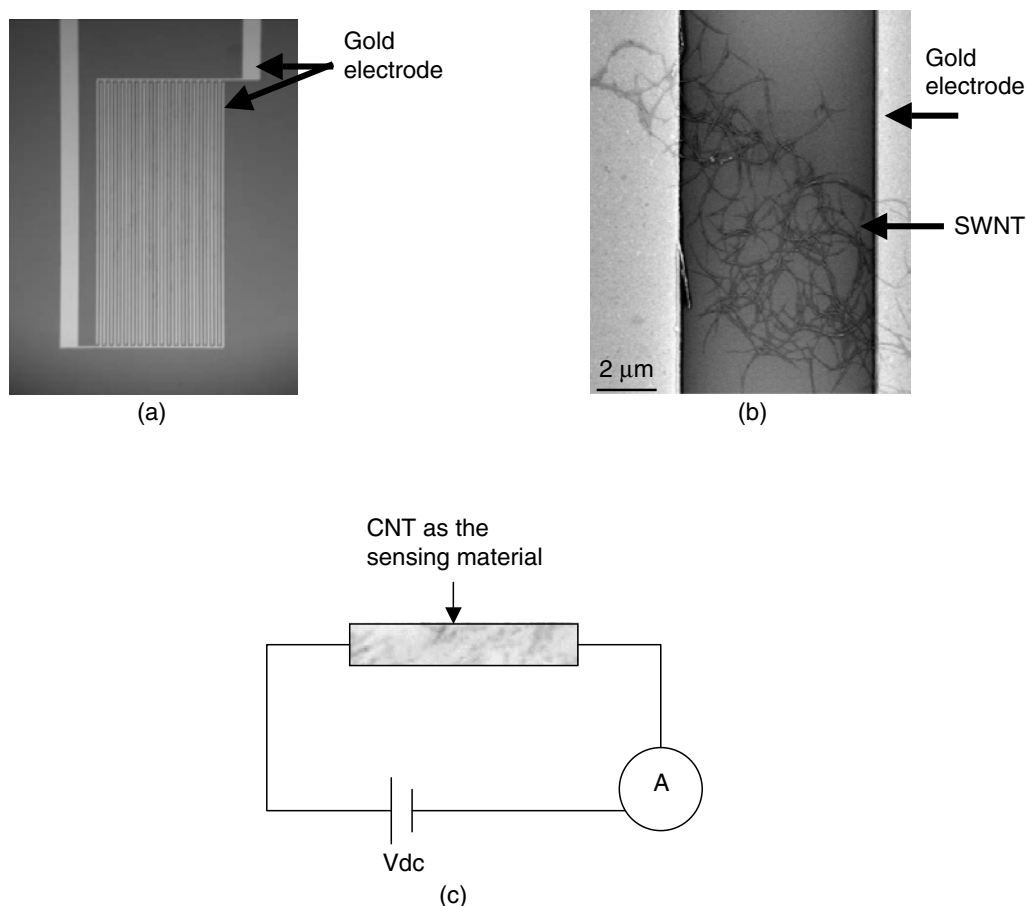 Gold
electrode
(a)
Gold
electrode
SWNT
2 μm
(b)
CNT as the
sensing material
A
Vdc
(c)